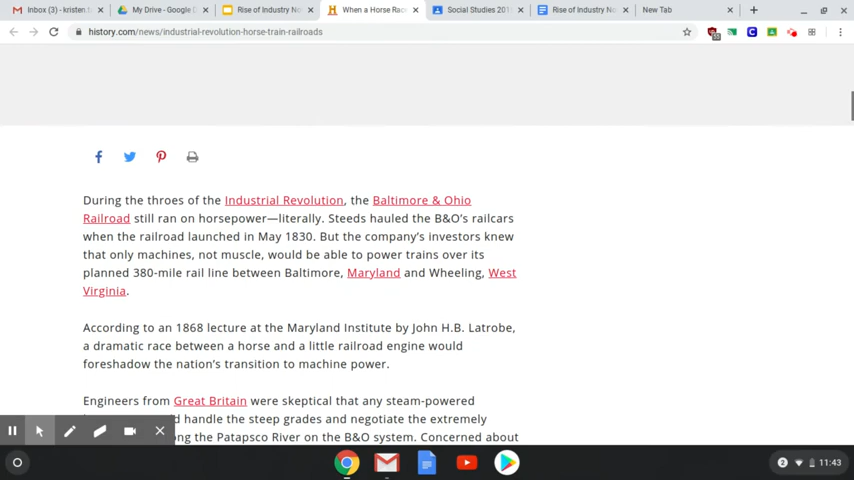 Inbox (3) - kristen.
My Drive - Google
Rise of Industry No
When a Horse Rac
Social Studies 201
Rise of Industry No
New Tab
history.com/news/industrial-revolution-horse-train-railroads
During the throes of the Industrial Revolution, the Baltimore & Ohio
Railroad still ran on horsepower—literally. Steeds hauled the B&O's railcars
when the railroad launched in May 1830. But the company's investors knew
that only machines, not muscle, would be able to power trains over its
planned 380-mile rail line between Baltimore, Maryland and Wheeling, West
Virginia.
According to an 1868 lecture at the Maryland Institute by John H.B. Latrobe,
a dramatic race between a horse and a little railroad engine would
foreshadow the nation's transition to machine power.
Engineers from Great Britain were skeptical that any steam-powered
d handle the steep grades and negotiate the extremely
ng the Patapsco River on the B&O system. Concerned about
2
11:43